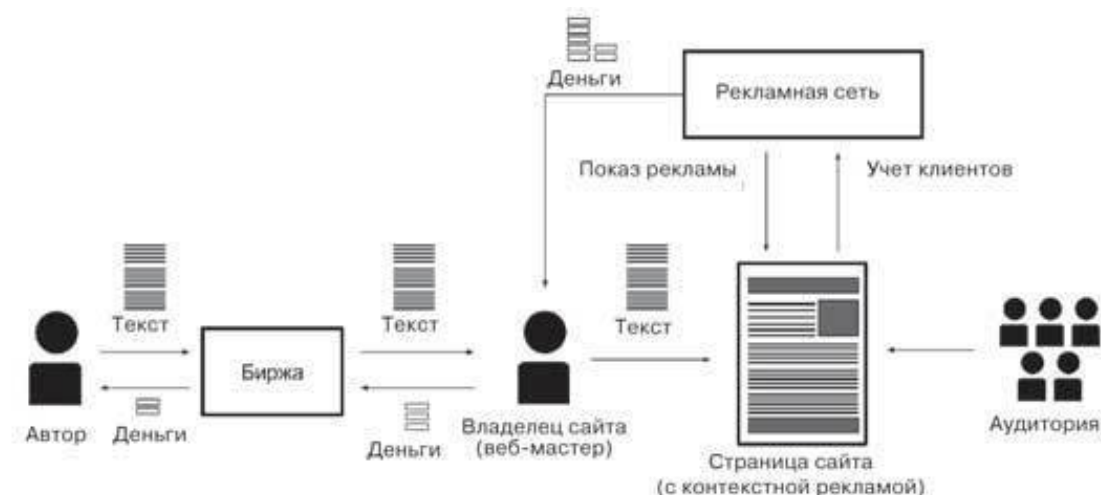 Деньги
Рекламная сеть
Показ рекламы
Учет клиентов
Текст
Текст
Текст
Биржа
Автор
Деньги
Деньги
Владелец сайта
(веб-мастер)
Страница сайта
(с контекстной рекламой)
Аудитория